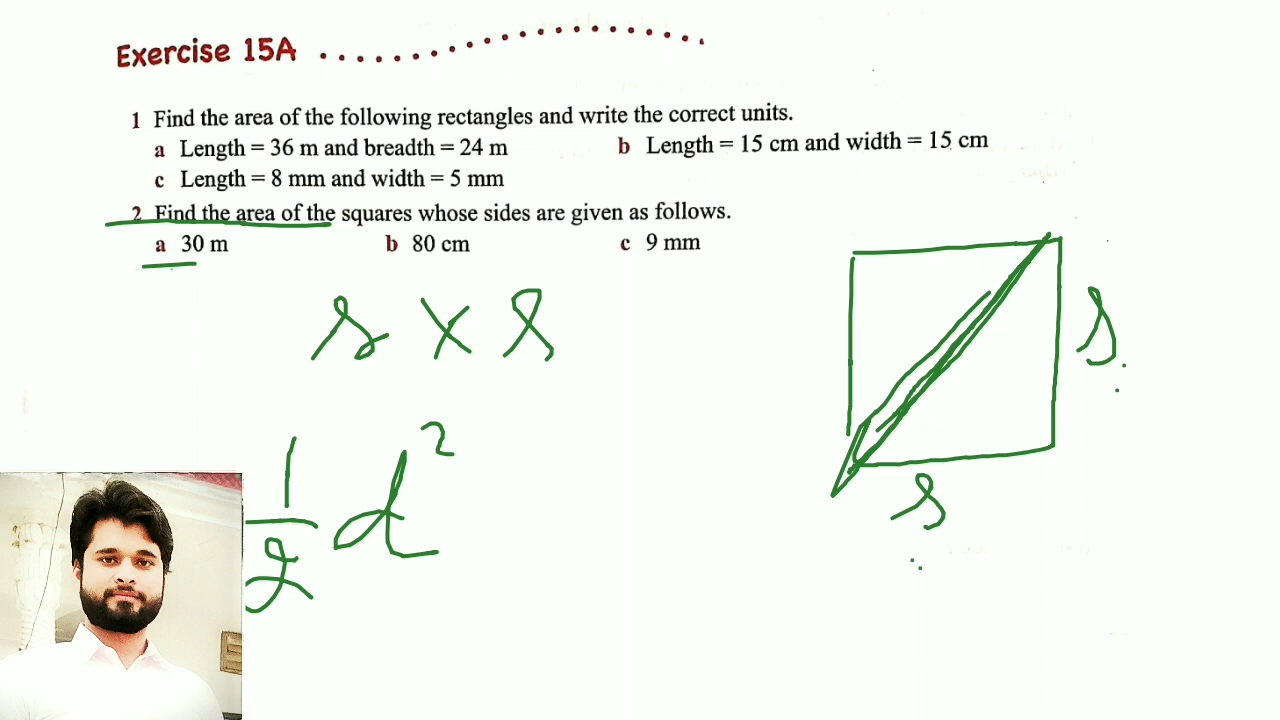 Exercise 15A
1 Find the area of the following rectangles and write the correct units.
a Length = 36 m and breadth = 24 m b Length = 15 cm and width = 15 cm
c Length = 8 mm and width = 5 mm
2 Find the area of the squares whose sides are given as follows.
a 30 m b 80 cm c 9 mm
s × s
s
1/2 d²
s